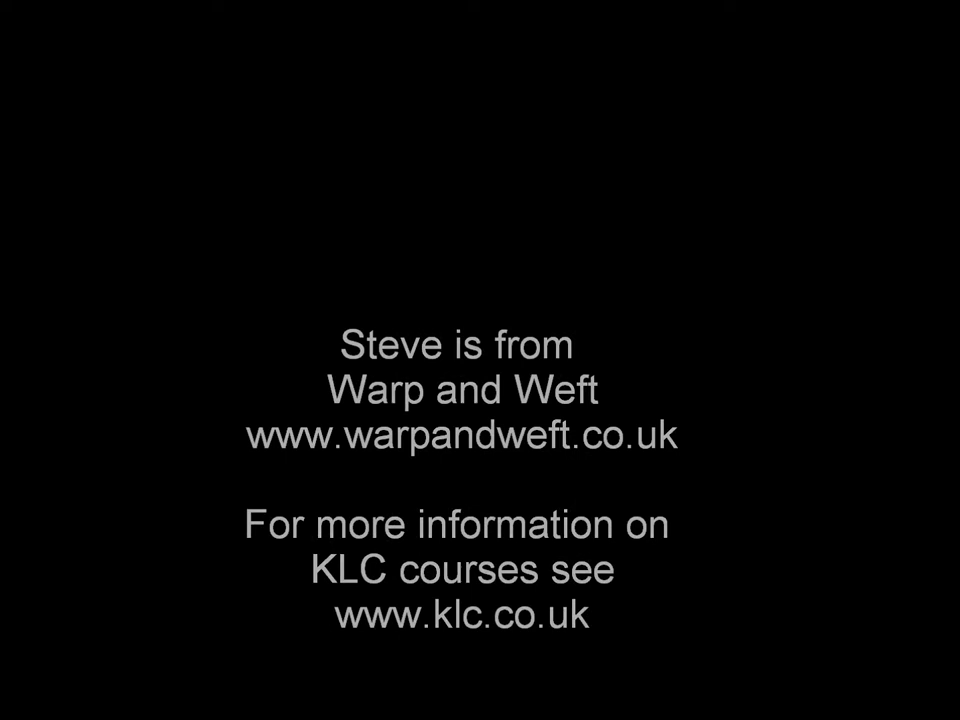 Steve is from
Warp and Weft
www.warpandweft.co.uk
For more information on
KLC courses see
www.klc.co.uk